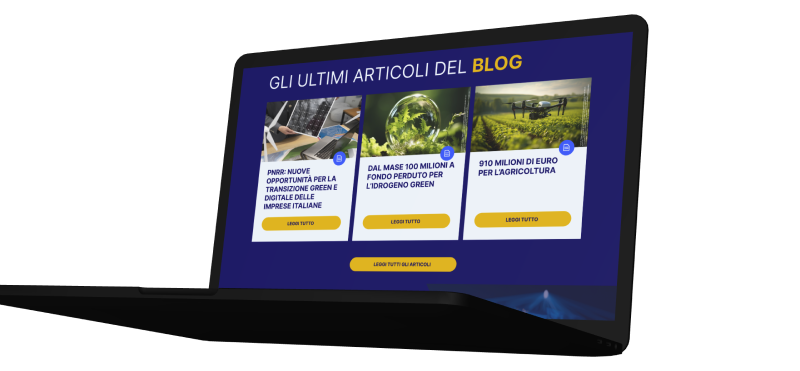 GLI ULTIMI ARTICOLI DEL BLOG
PNRR: NUOVE
OPPORTUNITÀ PER LA
TRANSIZIONE GREEN E
DIGITALE DELLE
IMPRESE ITALIANE
LEGGI TUTTO
DAL MASE 100 MILIONI A
FONDO PERDUTO PER
L'IDROGENO GREEN
LEGGI TUTTO
910 MILIONI DI EURO
PER L'AGRICOLTURA
LEGGI TUTTO
LEGGI TUTTI GLI ARTICOLI